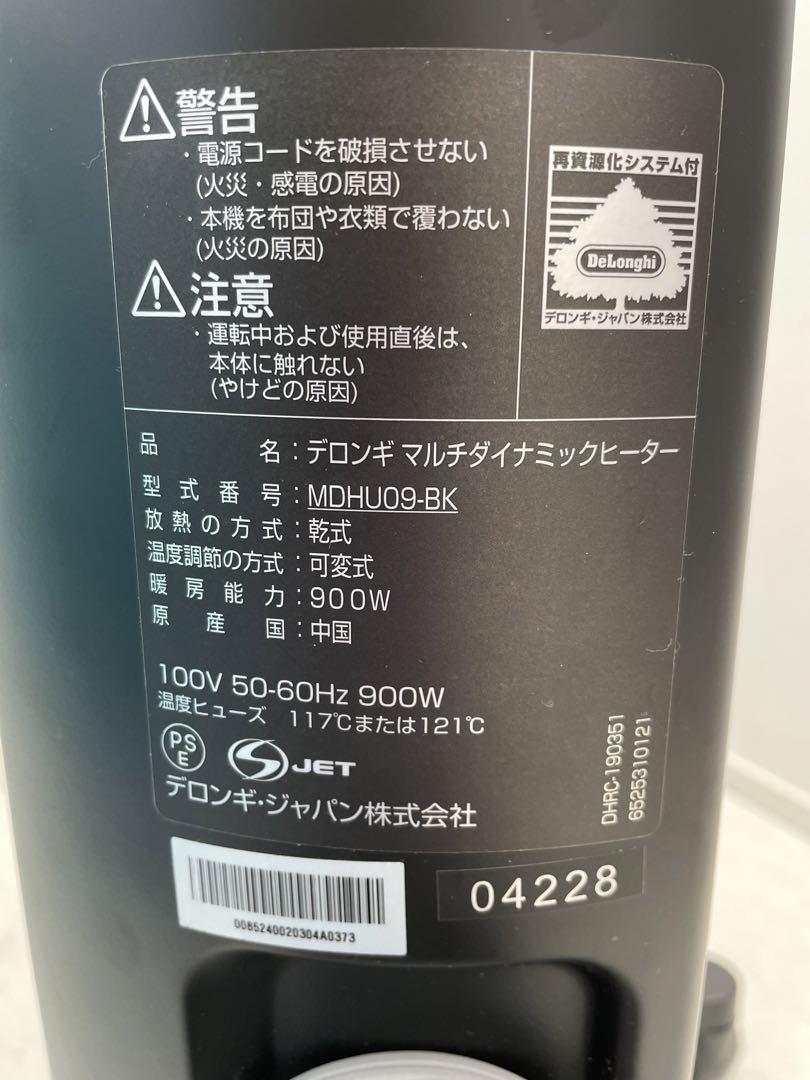 警告
・電源コードを破損させない
(火災・感電の原因)
・本機を布団や衣類で覆わない
(火災の原因)
注意
・運転中および使用直後は、
本体に触れない
(やけどの原因)
再資源化システム付
DeLonghi
デロンギ・ジャパン株式会社
品名：デロンギ マルチダイナミックヒーター
型式番号：MDHU09-BK
放熱の方式：乾式
温度調節の方式：可変式
暖房能力：900W
原産国：中国
100V 50-60Hz 900W
温度ヒューズ 117℃または121℃
PSE
JET
デロンギ・ジャパン株式会社
DHRC-190351
6525310121
0085240020304A0373
04228